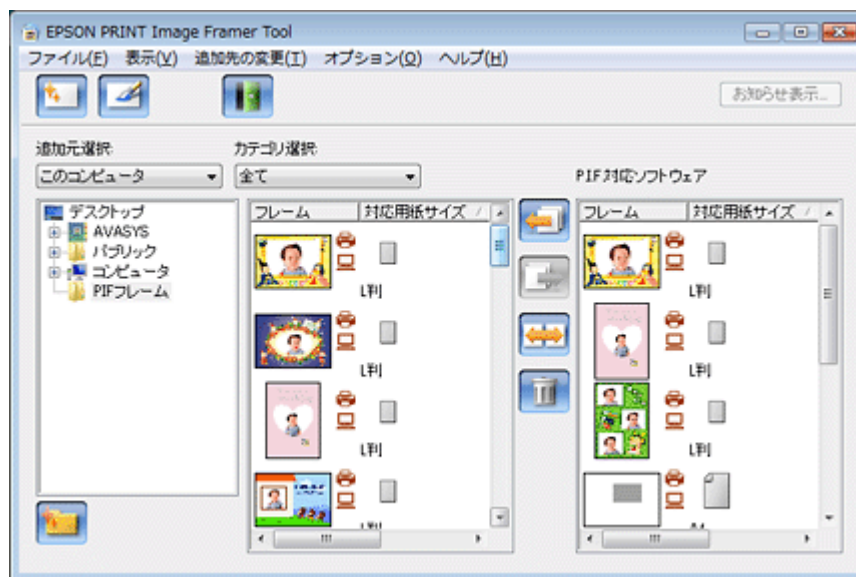 EPSON PRINT Image Framer Tool
ファイル(F) 表示(V) 追加先の変更(I) オプション(O) ヘルプ(H)
お知らせ表示...
追加元選択 カテゴリ選択
このコンピュータ 全て PIF対応ソフトウェア
デスクトップ フレーム 対応用紙サイズ フレーム 対応用紙サイズ
AVASYS
パブリック
コンピュータ
PIFフレーム
L判 L判
L判 L判
L判 L判
L判 A4